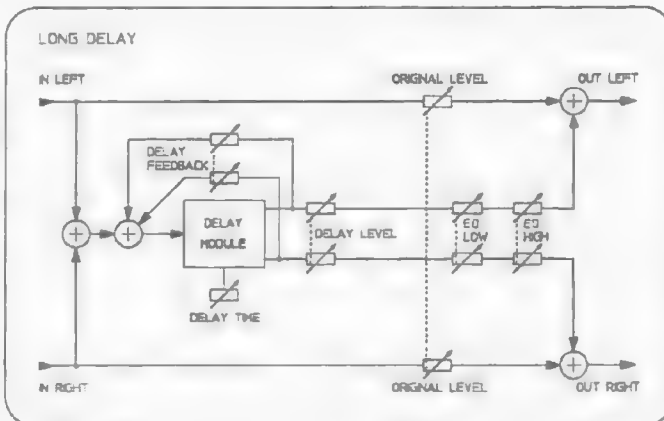 LONG DELAY
IN LEFT
ORIGINAL LEVEL
OUT LEFT
DELAY
FEEDBACK
DELAY
MODULE
DELAY LEVEL
EQ
LOW
EQ
HIGH
DELAY TIME
IN RIGHT
ORIGINAL LEVEL
OUT RIGHT